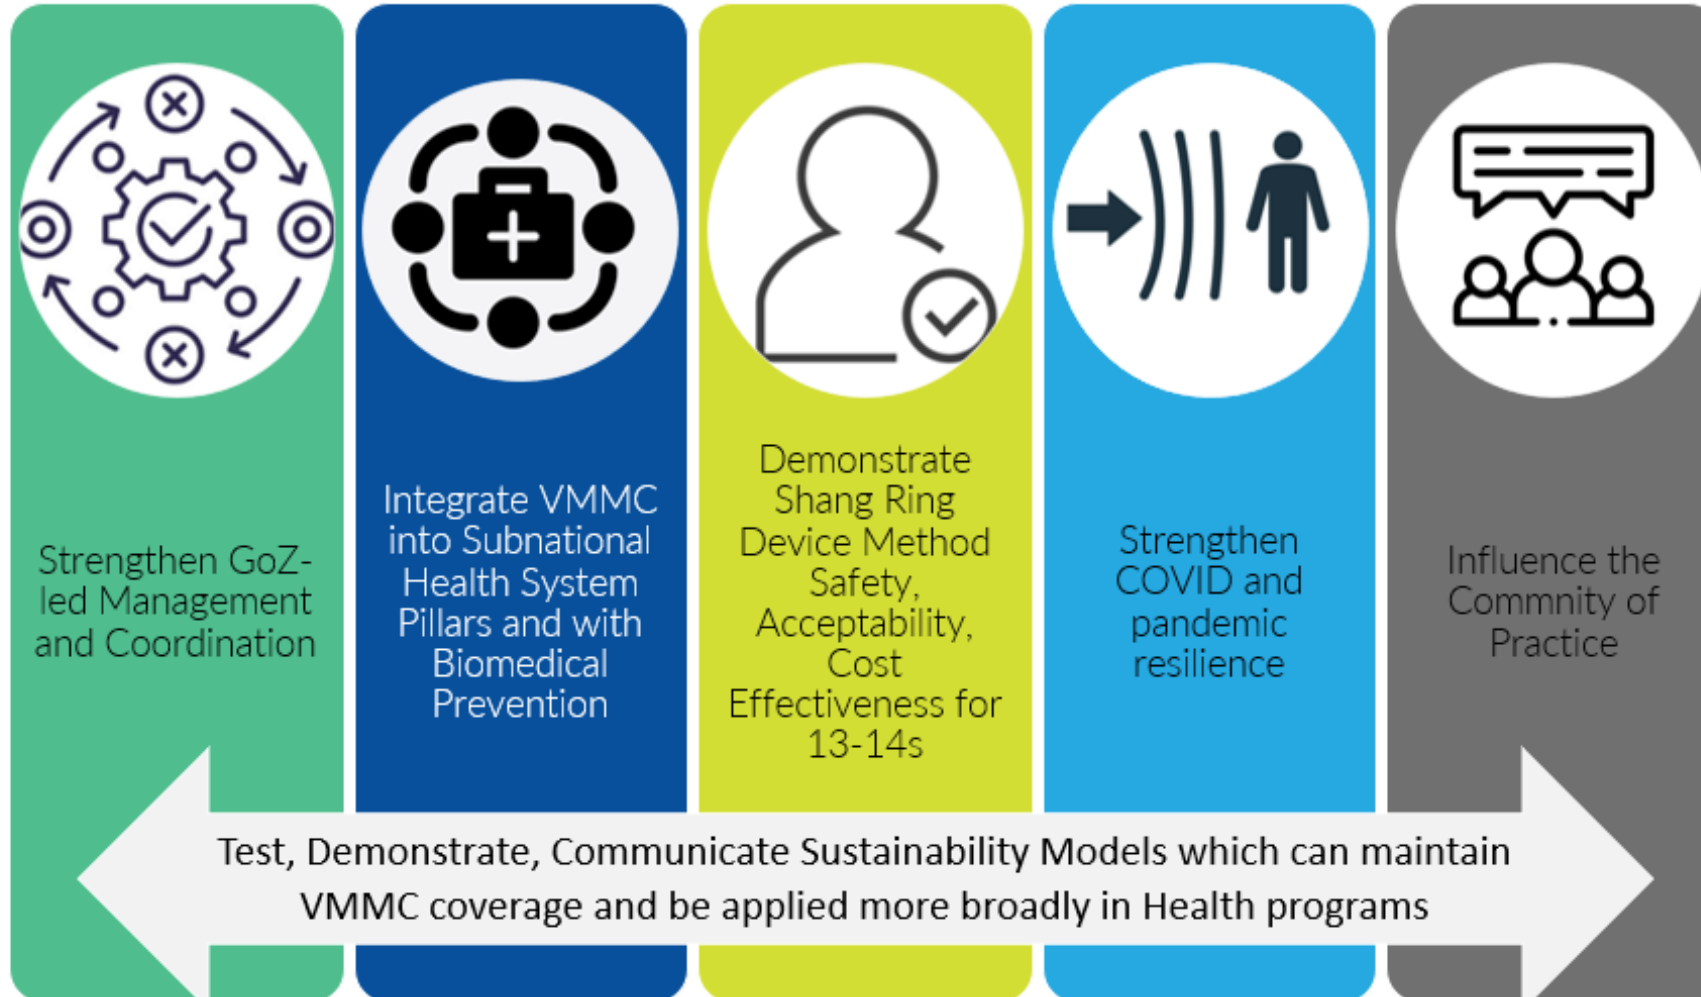 Strengthen GoZ-
led Management
and Coordination
Integrate VMMC
into Subnational
Health System
Pillars and with
Biomedical
Prevention
Demonstrate
Shang Ring
Device Method
Safety,
Acceptability,
Cost
Effectiveness for
13-14s
Strengthen
COVID and
pandemic
resilience
Influence the
Commnity of
Practice
Test, Demonstrate, Communicate Sustainability Models which can maintain
VMMC coverage and be applied more broadly in Health programs